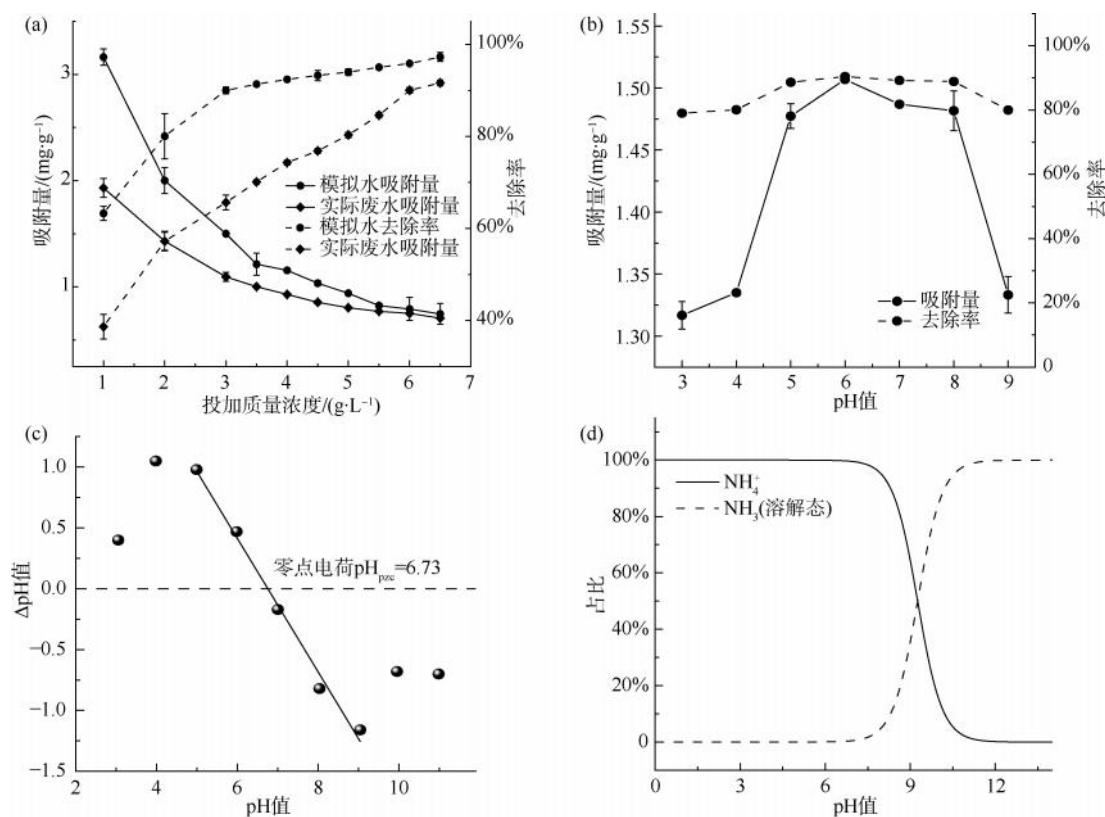 (a)
100%
80%
60%
40%
3
2
1
吸附量/(mg·g⁻¹)
去除率
模拟水吸附量
实际废水吸附量
模拟水去除率
实际废水吸附量
1 2 3 4 5 6 7
投加质量浓度/(g·L⁻¹)
(b)
1.55
1.50
1.45
1.40
1.35
1.30
吸附量/(mg·g⁻¹)
100%
80%
60%
40%
20%
0
去除率
吸附量
去除率
3 4 5 6 7 8 9
pH值
(c)
1.0
0.5
0.0
−0.5
−1.0
−1.5
ΔpH值
零点电荷pHpzc=6.73
2 4 6 8 10
pH值
(d)
100%
80%
60%
40%
20%
0
占比
NH₄⁺
NH₃(溶解态)
0 3 6 9 12
pH值